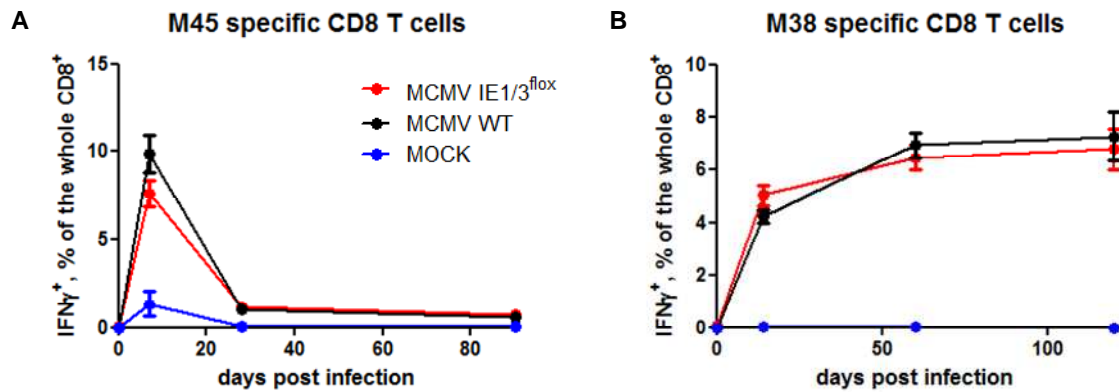 A
M45 specific CD8 T cells
IFNγ⁺, % of the whole CD8⁺
15
10
5
0
0
20
40
60
80
days post infection
MCMV IE1/3^flox
MCMV WT
MOCK
B
M38 specific CD8 T cells
IFNγ⁺, % of the whole CD8⁺
10
8
6
4
2
0
0
50
100
days post infection